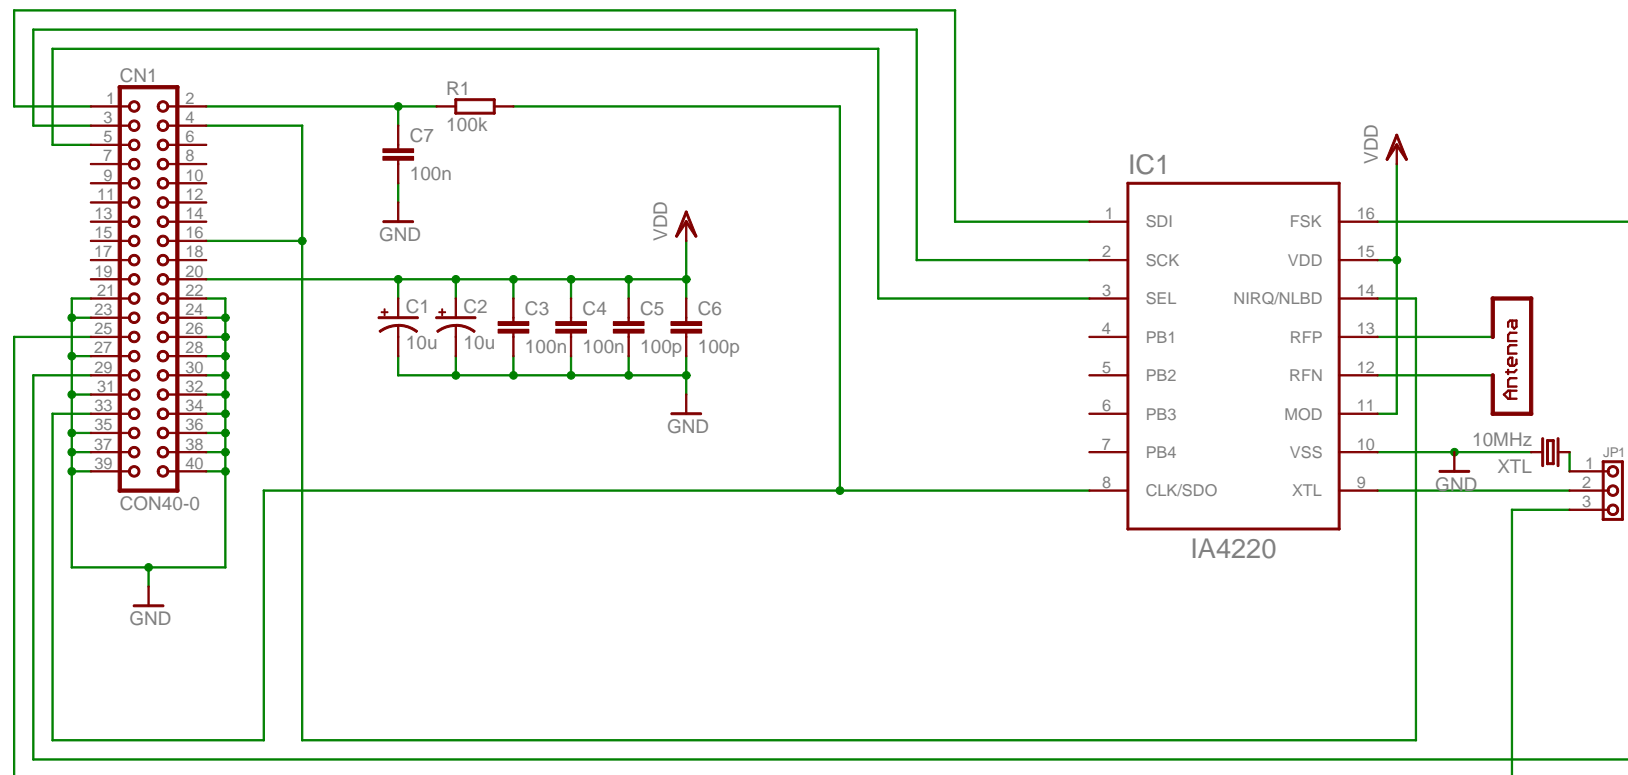 CN1
1 2
3 4
5 6
7 8
9 10
11 12
13 14
15 16
17 18
19 20
21 22
23 24
25 26
27 28
29 30
31 32
33 34
35 36
37 38
39 40
CON40-0
GND
R1
100k
C7
100n
GND
VDD
C1
10u
C2
10u
C3
100n
C4
100n
C5
100p
C6
100p
GND
IC1
1 SDI FSK 16
2 SCK VDD 15
3 SEL NIRQ/NLBD 14
4 PB1 RFP 13
5 PB2 RFN 12
6 PB3 MOD 11
7 PB4 VSS 10
8 CLK/SDO XTL 9
IA4220
VDD
Antenna
10MHz
XTL
GND
JP1
1
2
3